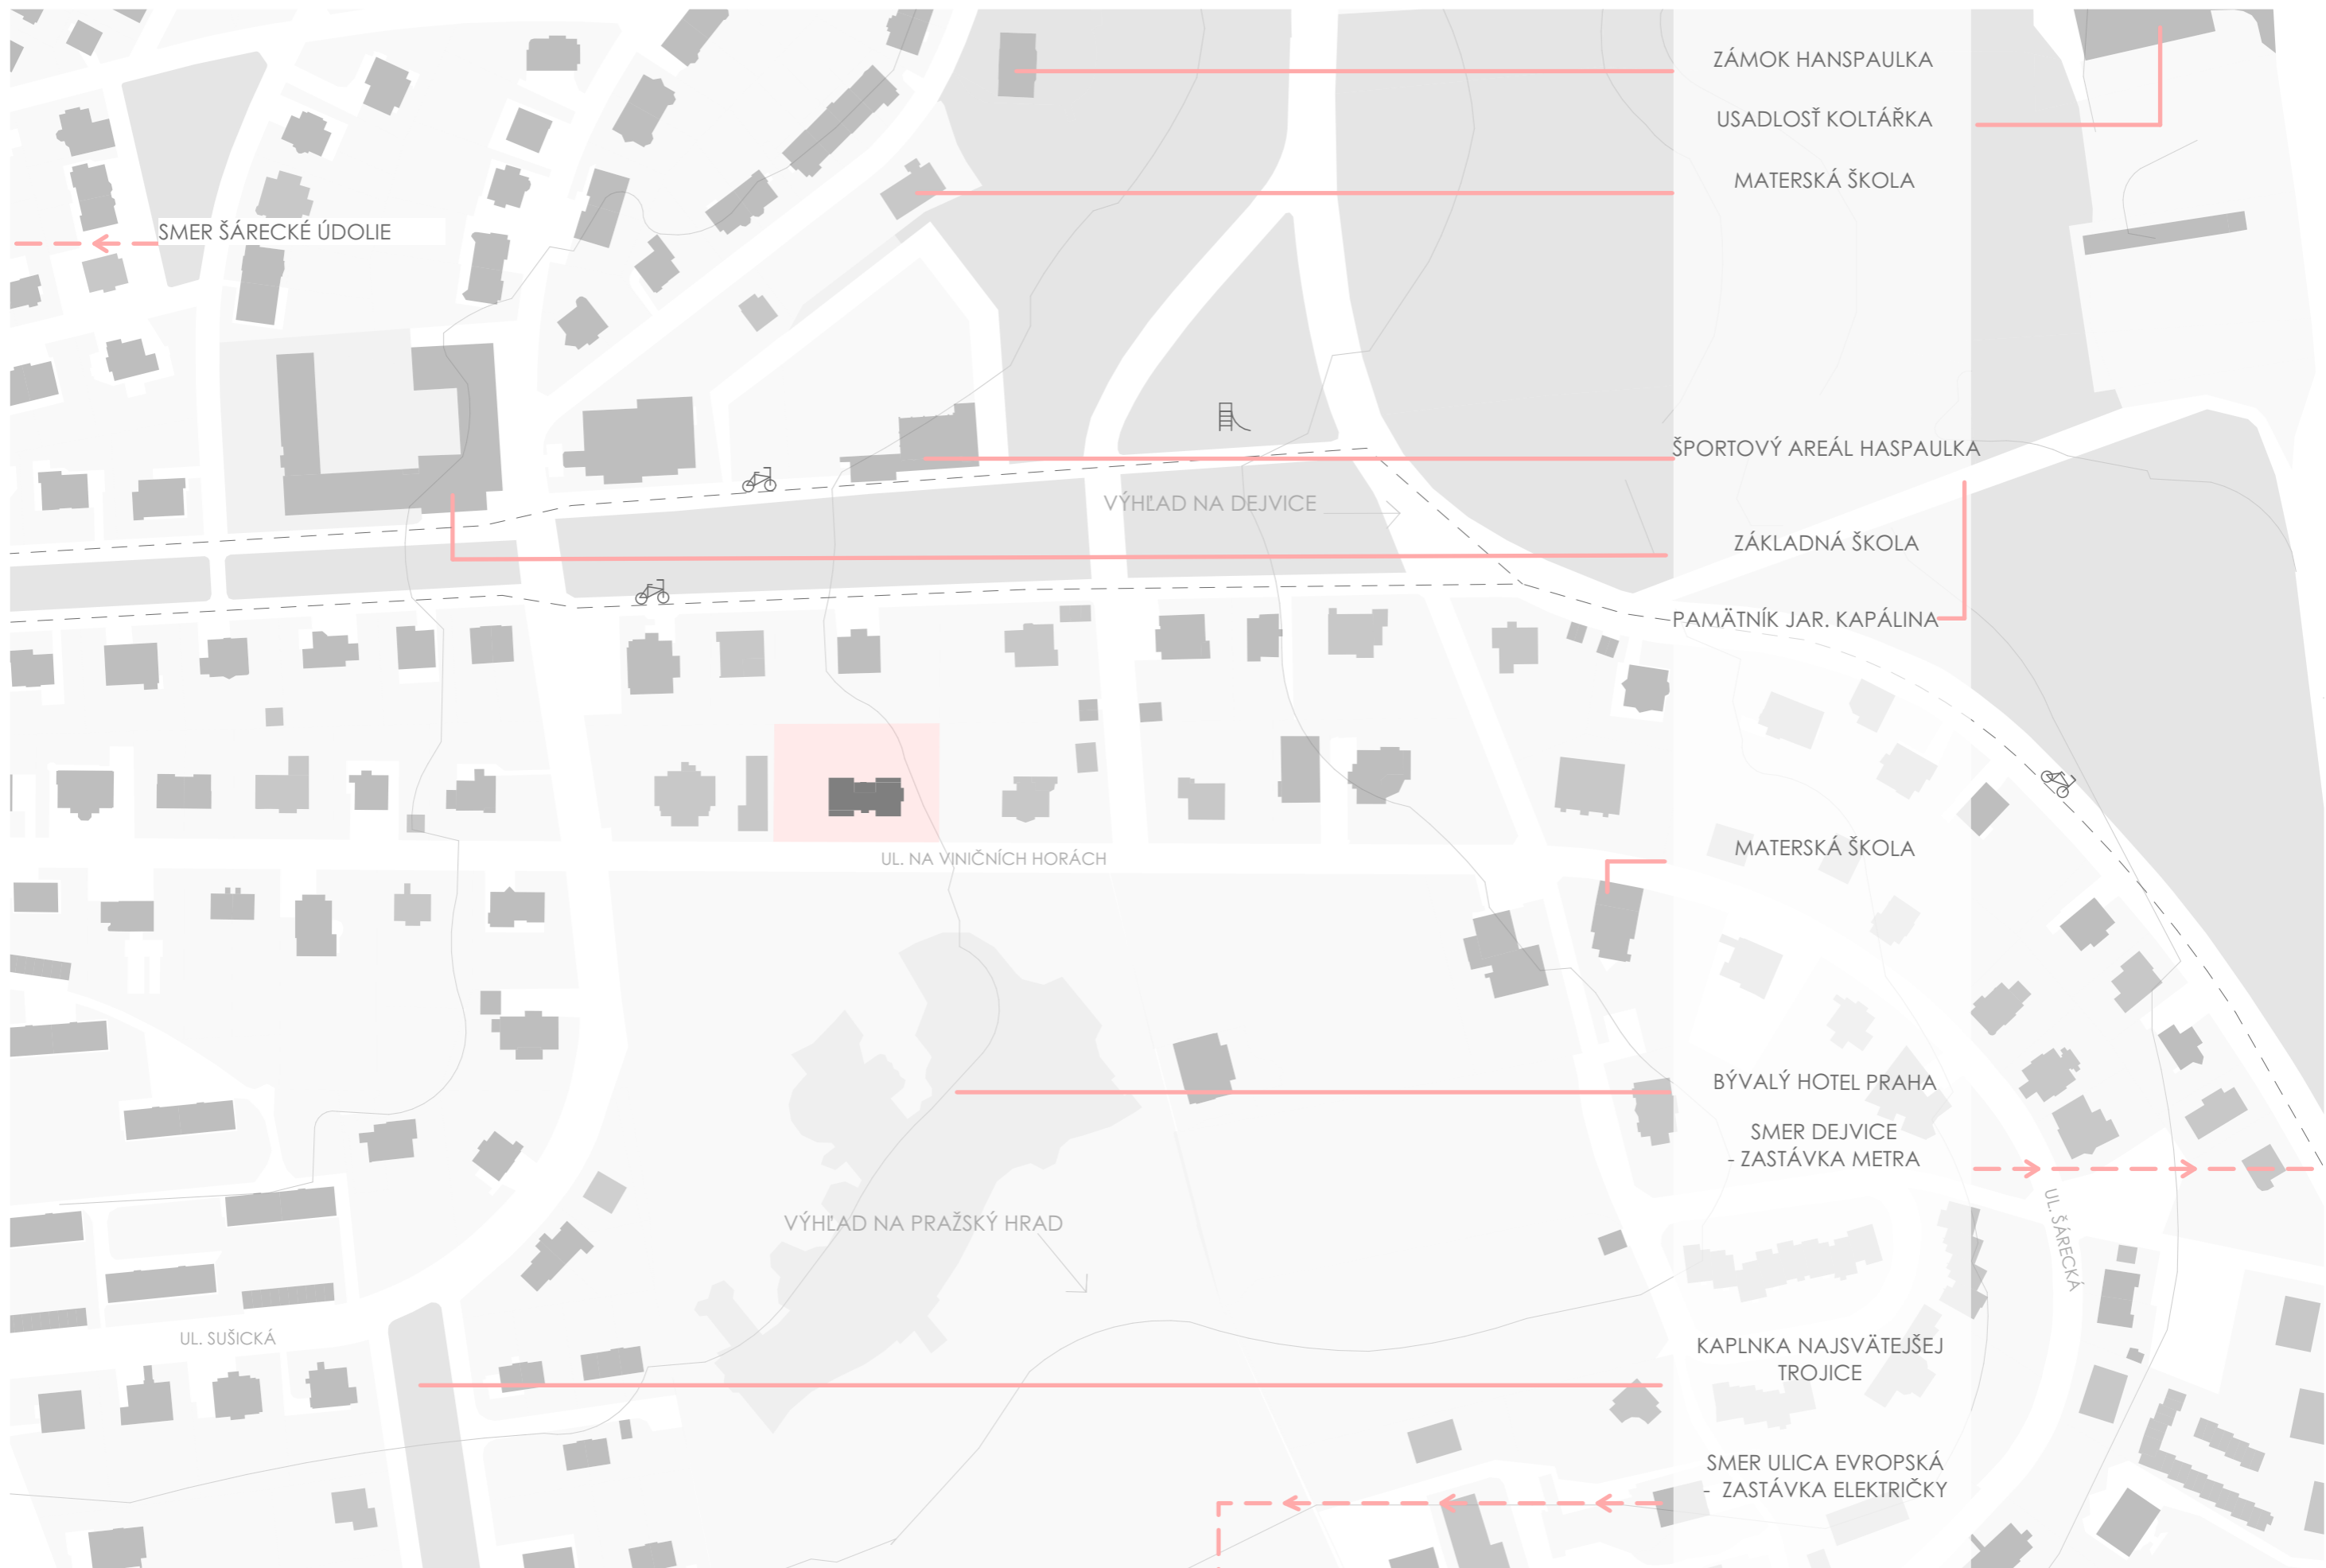 ZÁMOK HANSPAULKA
USADLOSŤ KOLTÁŘKA
MATERSKÁ ŠKOLA
SMER ŠÁRECKÉ ÚDOLIE
ŠPORTOVÝ AREÁL HASPAULKA
VÝHĽAD NA DEJVICE
ZÁKLADNÁ ŠKOLA
PAMÄTNÍK JAR. KAPÁLINA
MATERSKÁ ŠKOLA
UL. NA VINIČNÍCH HORÁCH
BÝVALÝ HOTEL PRAHA
SMER DEJVICE
- ZASTÁVKA METRA
UL. ŠÁRECKÁ
VÝHĽAD NA PRAŽSKÝ HRAD
UL. SUŠICKÁ
KAPLNKA NAJSVÄTEJŠEJ
TROJICE
SMER ULICA EVROPSKÁ
- ZASTÁVKA ELEKTRIČKY